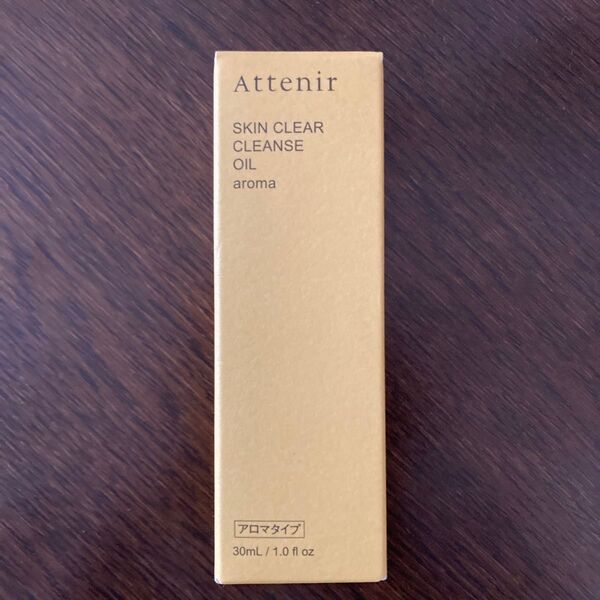 Attenir
SKIN CLEAR
CLEANSE
OIL
aroma
アロマタイプ
30mL / 1.0 fl oz